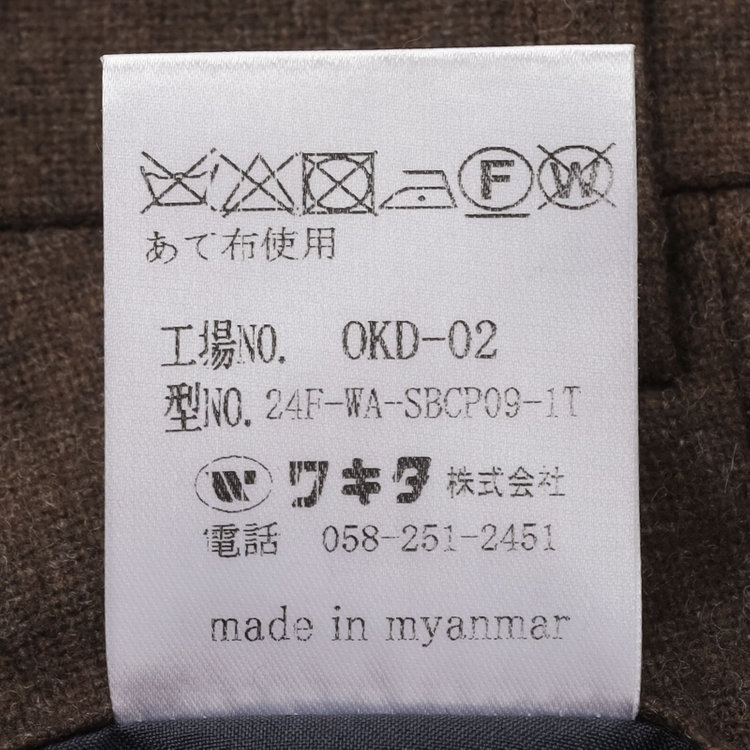 F W
あて布使用
工場NO. OKD-02
型NO. 24F-WA-SBCP09-1T
W ワキタ 株式会社
電話 058-251-2451
made in myanmar